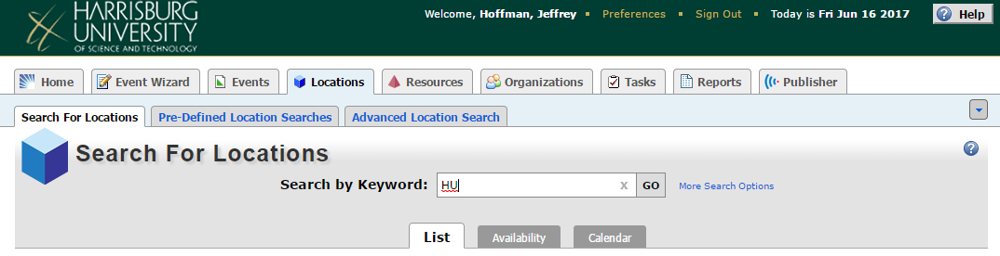 HARRISBURG
UNIVERSITY
OF SCIENCE AND TECHNOLOGY
Welcome, Hoffman, Jeffrey Preferences Sign Out Today is Fri Jun 16 2017 ? Help
Home Event Wizard Events Locations Resources Organizations Tasks Reports Publisher
Search For Locations Pre-Defined Location Searches Advanced Location Search
Search For Locations ?
Search by Keyword: HU x GO More Search Options
List Availability Calendar